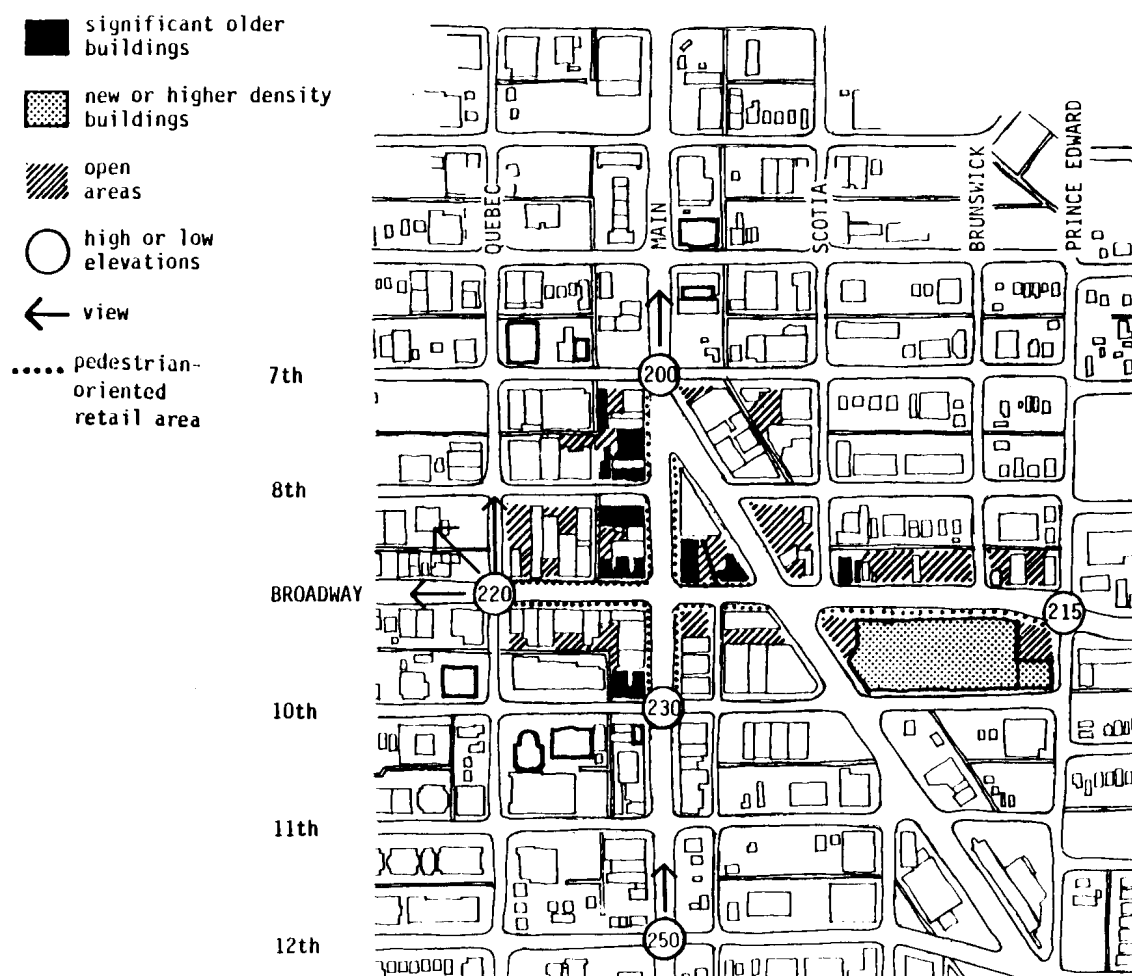 significant older
buildings
new or higher density
buildings
open
areas
high or low
elevations
view
pedestrian-
oriented
retail area
QUEBEC
MAIN
SCOTIA
BRUNSWICK
PRINCE EDWARD
7th
200
8th
BROADWAY
220
215
10th
230
11th
12th
250